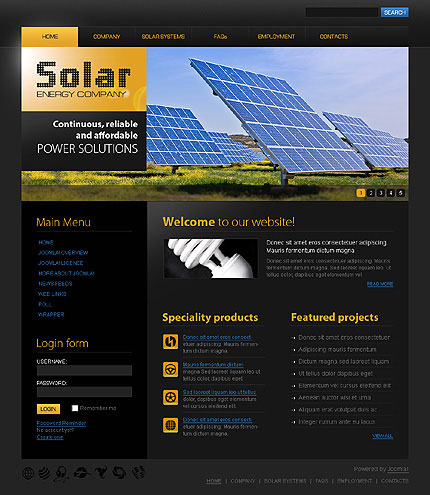 SEARCH
HOME
COMPANY
SOLAR SYSTEMS
FAQs
EMPLOYMENT
CONTACTS
Solar
ENERGY COMPANY
Continuous, reliable
and affordable
POWER SOLUTIONS
1 2 3 4 5
Main Menu
HOME
JOOMLA! OVERVIEW
JOOMLA! LICENSE
MORE ABOUT JOOMLA!
NEWS FEEDS
WEB LINKS
POLL
WRAPPER
Login form
USERNAME:
PASSWORD:
LOGIN
Remember me
Password Reminder
No account yet?
Create one
Welcome to our website!
Donec sit amet eros consectetuer adipiscing.
Mauris fermentum dictum magna
Donec sit amet eros consectetuer adipiscing. Mauris
fermentum dictum magna. Sed laoreet liquam leo. Ut
tellus dolor, dapibus eget.
READ MORE
Speciality products
Donec sit amet eros consect
etuer adipiscing. Mauris fermen-
tum dictum magna.
Mauris fermentum dictum
magna Sed laoreet liquam leo ut
tellus dolor, dapibus eget.
Sed laoreet liquam leo ut tellus
dolor dapibus eget elementum
vel cursus eleifend elit.
Donec sit amet eros consect
etuer adipiscing. Mauris fermen-
tum dictum magna.
Featured projects
Donec sit amet eros consectetuer
Adipiscing mauris fermentum
Dictum magna sed laoreet liquam
Ut tellus dolor dapibus eget
Elementum vel cursus eleifend elit
Aenean auctor wisi et urna
Aliquam erat volutpat duis ac
Integer rutrum ante eu lacus
VIEW ALL
Powered by Joomla!
HOME | COMPANY | SOLAR SYSTEMS | FAQS | EMPLOYMENT | CONTACTS